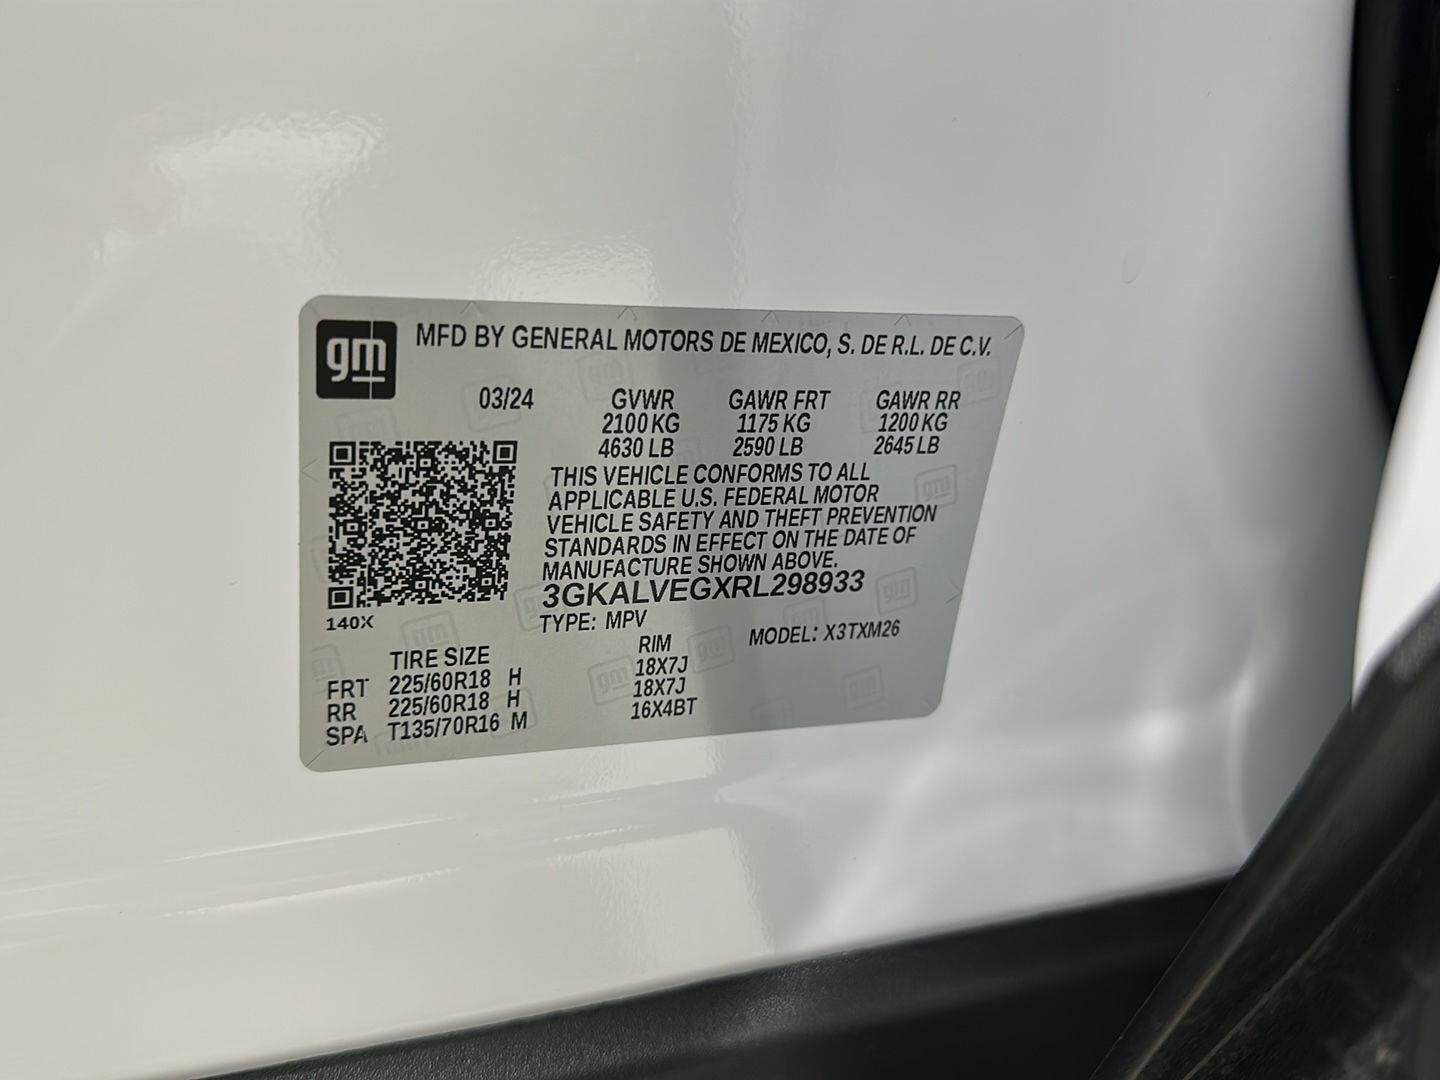 gm MFD BY GENERAL MOTORS DE MEXICO, S. DE R.L. DE C.V.
03/24 GVWR GAWR FRT GAWR RR
2100 KG 1175 KG 1200 KG
4630 LB 2590 LB 2645 LB
THIS VEHICLE CONFORMS TO ALL
APPLICABLE U.S. FEDERAL MOTOR
VEHICLE SAFETY AND THEFT PREVENTION
STANDARDS IN EFFECT ON THE DATE OF
MANUFACTURE SHOWN ABOVE.
3GKALVEGXRL298933
140X
TYPE: MPV MODEL: X3TXM26
TIRE SIZE RIM
FRT 225/60R18 H 18X7J
RR 225/60R18 H 18X7J
SPA T135/70R16 M 16X4BT